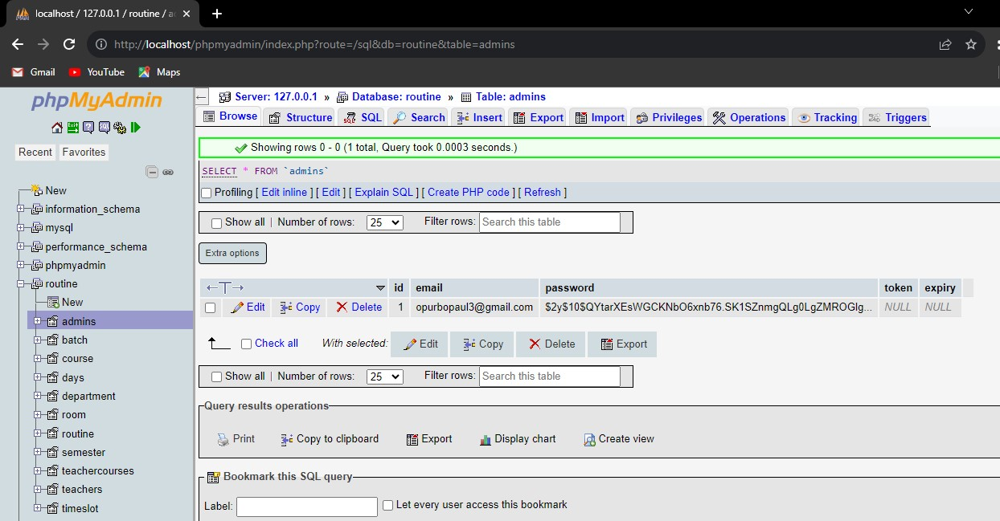 localhost / 127.0.0.1 / routine / a
http://localhost/phpmyadmin/index.php?route=/sql&db=routine&table=admins
Gmail YouTube Maps
phpMyAdmin
Recent Favorites
New
information_schema
mysql
performance_schema
phpmyadmin
routine
New
admins
batch
course
days
department
room
routine
semester
teachercourses
teachers
timeslot
Server: 127.0.0.1 » Database: routine » Table: admins
Browse Structure SQL Search Insert Export Import Privileges Operations Tracking Triggers
Showing rows 0 - 0 (1 total, Query took 0.0003 seconds.)
SELECT * FROM `admins`
Profiling [ Edit inline ] [ Edit ] [ Explain SQL ] [ Create PHP code ] [ Refresh ]
Show all | Number of rows: 25 Filter rows: Search this table
Extra options
←T→ id email password token expiry
Edit Copy Delete 1 opurbopaul3@gmail.com $2y$10$QYtarXEsWGCKNbO6xnb76.SK1SZnmgQLg0LgZMROGlg... NULL NULL
Check all With selected: Edit Copy Delete Export
Show all | Number of rows: 25 Filter rows: Search this table
Query results operations
Print Copy to clipboard Export Display chart Create view
Bookmark this SQL query
Label: Let every user access this bookmark